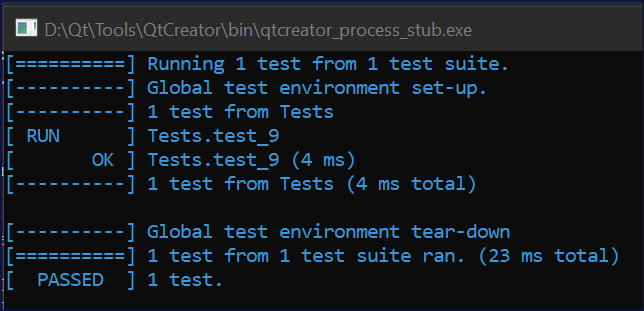 D:\Qt\Tools\QtCreator\bin\qtcreator_process_stub.exe
[==========] Running 1 test from 1 test suite.
[----------] Global test environment set-up.
[----------] 1 test from Tests
[ RUN      ] Tests.test_9
[       OK ] Tests.test_9 (4 ms)
[----------] 1 test from Tests (4 ms total)

[----------] Global test environment tear-down
[==========] 1 test from 1 test suite ran. (23 ms total)
[  PASSED  ] 1 test.